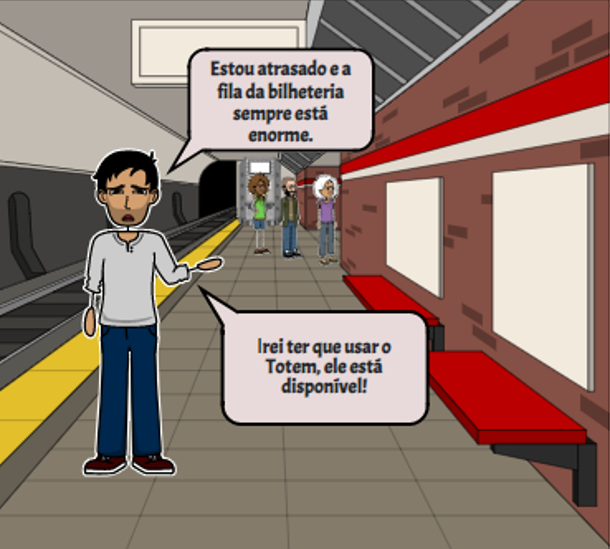 Estou atrasado e a
fila da bilheteria
sempre está
enorme.
Irei ter que usar o
Totem, ele está
disponível!